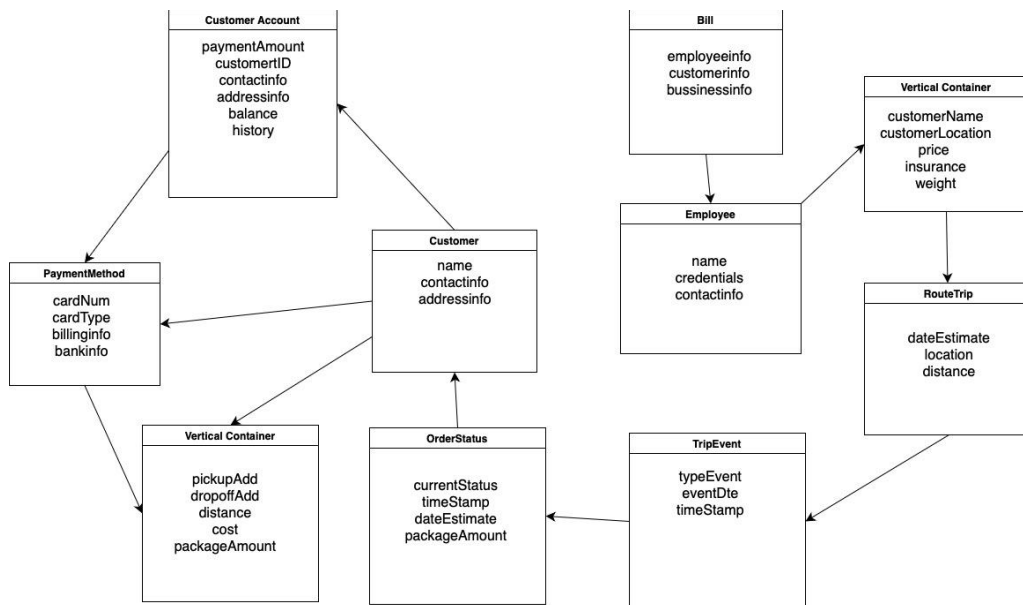 Customer Account
paymentAmount
customertID
contactinfo
addressinfo
balance
history
Bill
employeeinfo
customerinfo
bussinessinfo
Vertical Container
customerName
customerLocation
price
insurance
weight
Employee
name
credentials
contactinfo
Customer
name
contactinfo
addressinfo
PaymentMethod
cardNum
cardType
billinginfo
bankinfo
RouteTrip
dateEstimate
location
distance
Vertical Container
pickupAdd
dropoffAdd
distance
cost
packageAmount
OrderStatus
currentStatus
timeStamp
dateEstimate
packageAmount
TripEvent
typeEvent
eventDte
timeStamp